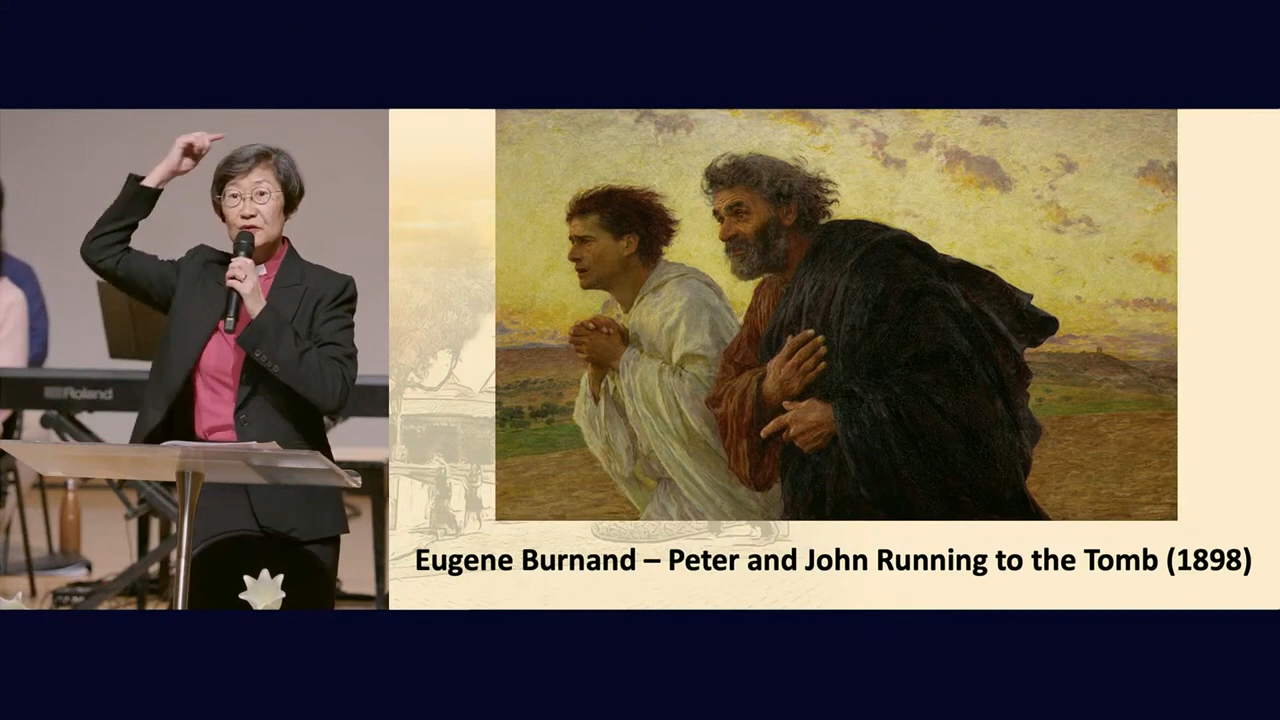 Roland
Eugene Burnand – Peter and John Running to the Tomb (1898)